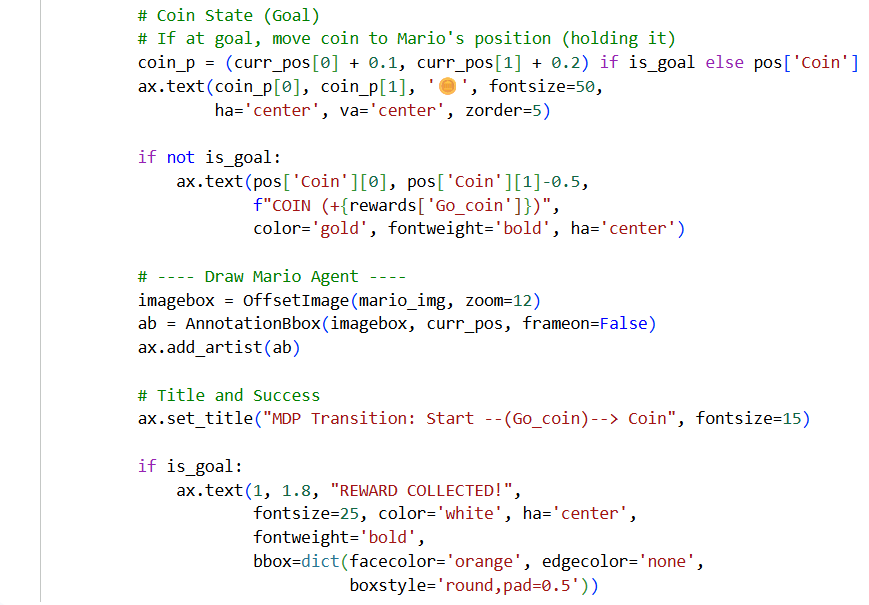 # Coin State (Goal)
# If at goal, move coin to Mario's position (holding it)
coin_p = (curr_pos[0] + 0.1, curr_pos[1] + 0.2) if is_goal else pos['Coin']
ax.text(coin_p[0], coin_p[1], '🪙', fontsize=50,
        ha='center', va='center', zorder=5)

if not is_goal:
    ax.text(pos['Coin'][0], pos['Coin'][1]-0.5,
            f"COIN (+{rewards['Go_coin']})",
            color='gold', fontweight='bold', ha='center')

# ---- Draw Mario Agent ----
imagebox = OffsetImage(mario_img, zoom=12)
ab = AnnotationBbox(imagebox, curr_pos, frameon=False)
ax.add_artist(ab)

# Title and Success
ax.set_title("MDP Transition: Start --(Go_coin)--> Coin", fontsize=15)

if is_goal:
    ax.text(1, 1.8, "REWARD COLLECTED!",
            fontsize=25, color='white', ha='center',
            fontweight='bold',
            bbox=dict(facecolor='orange', edgecolor='none',
                      boxstyle='round,pad=0.5'))